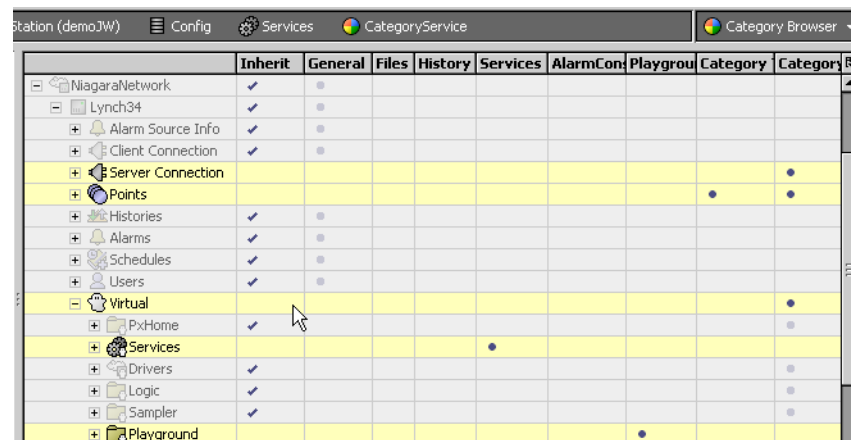 Station (demoJW) Config Services CategoryService Category Browser
Inherit General Files History Services AlarmCon Playgrou Category Category
NiagaraNetwork
Lynch34
Alarm Source Info
Client Connection
Server Connection
Points
Histories
Alarms
Schedules
Users
Virtual
PxHome
Services
Drivers
Logic
Sampler
Playground